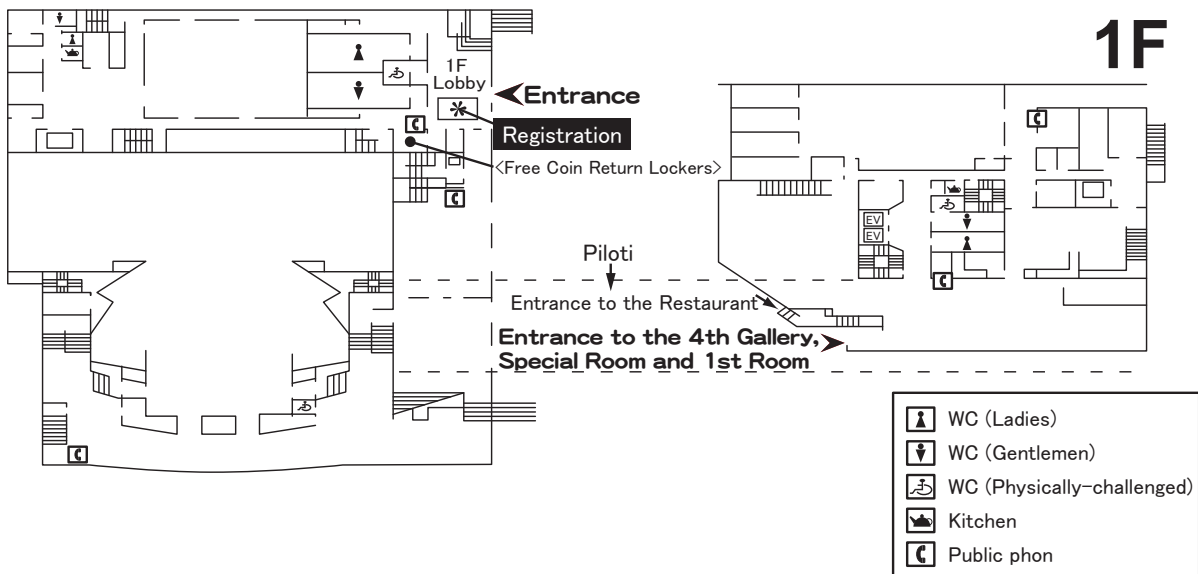 1F
1F
Lobby
Entrance
Registration
<Free Coin Return Lockers>
EV
EV
Piloti
Entrance to the Restaurant
Entrance to the 4th Gallery,
Special Room and 1st Room
WC (Ladies)
WC (Gentlemen)
WC (Physically-challenged)
Kitchen
Public phon